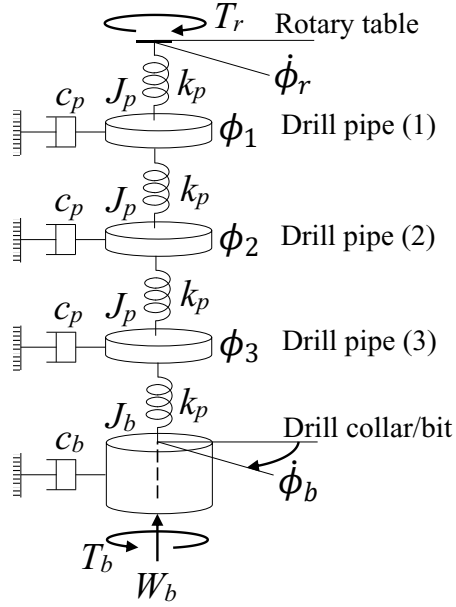 T_r Rotary table
ϕ̇_r
J_p k_p
c_p ϕ_1 Drill pipe (1)
J_p k_p
c_p ϕ_2 Drill pipe (2)
J_p k_p
c_p ϕ_3 Drill pipe (3)
J_b k_p
c_b Drill collar/bit
ϕ̇_b
T_b
W_b